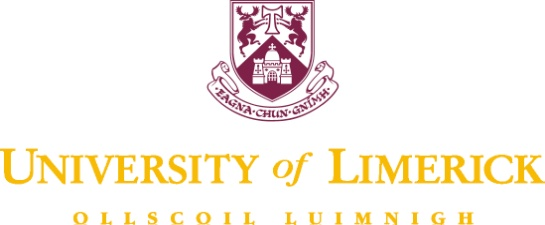 EAGNA·CHUN·GNÍMH
UNIVERSITY of LIMERICK
OLLSCOIL LUIMNIGH